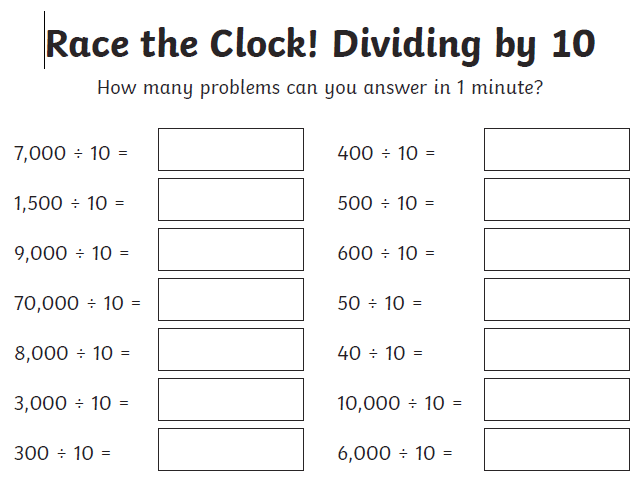 Race the Clock! Dividing by 10
How many problems can you answer in 1 minute?
7,000 ÷ 10 =
1,500 ÷ 10 =
9,000 ÷ 10 =
70,000 ÷ 10 =
8,000 ÷ 10 =
3,000 ÷ 10 =
300 ÷ 10 =
400 ÷ 10 =
500 ÷ 10 =
600 ÷ 10 =
50 ÷ 10 =
40 ÷ 10 =
10,000 ÷ 10 =
6,000 ÷ 10 =